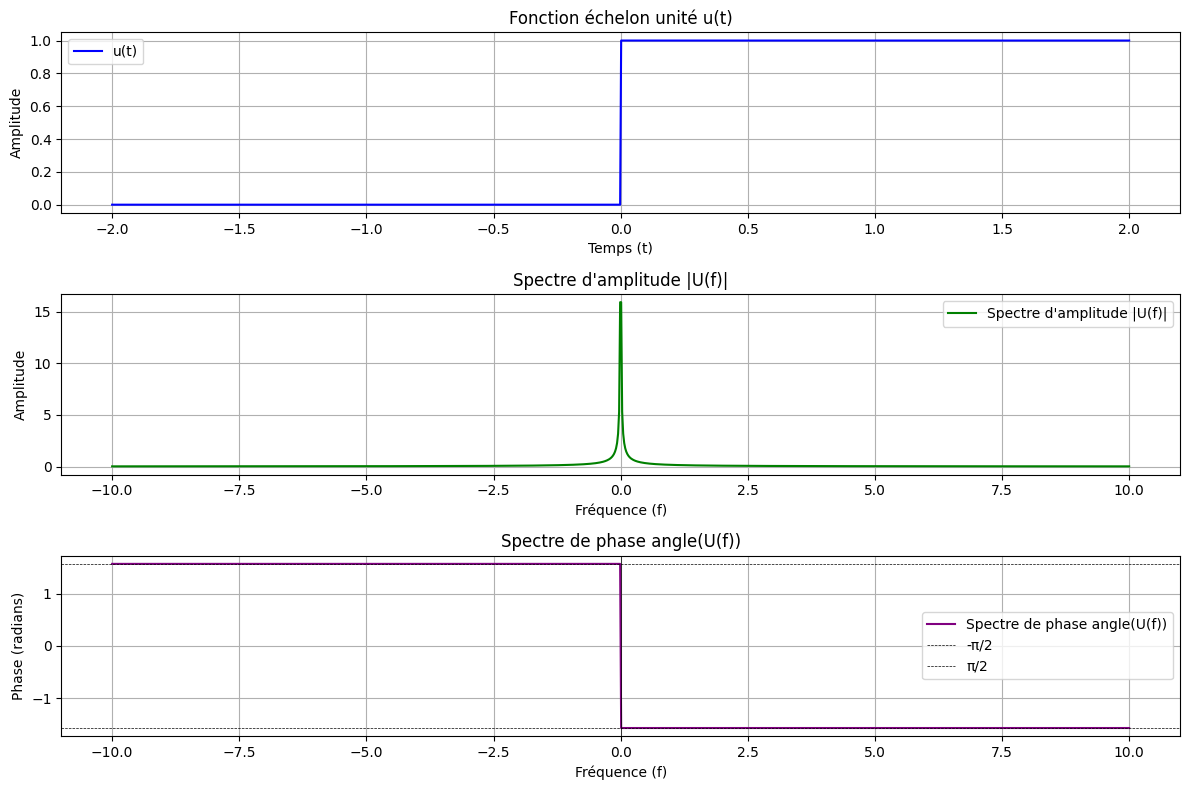 Fonction échelon unité u(t)
1.0
0.8
0.6
0.4
0.2
0.0
Amplitude
u(t)
−2.0 −1.5 −1.0 −0.5 0.0 0.5 1.0 1.5 2.0
Temps (t)
Spectre d'amplitude |U(f)|
15
10
5
0
Amplitude
Spectre d'amplitude |U(f)|
−10.0 −7.5 −5.0 −2.5 0.0 2.5 5.0 7.5 10.0
Fréquence (f)
Spectre de phase angle(U(f))
1
0
−1
Phase (radians)
Spectre de phase angle(U(f))
-π/2
π/2
−10.0 −7.5 −5.0 −2.5 0.0 2.5 5.0 7.5 10.0
Fréquence (f)